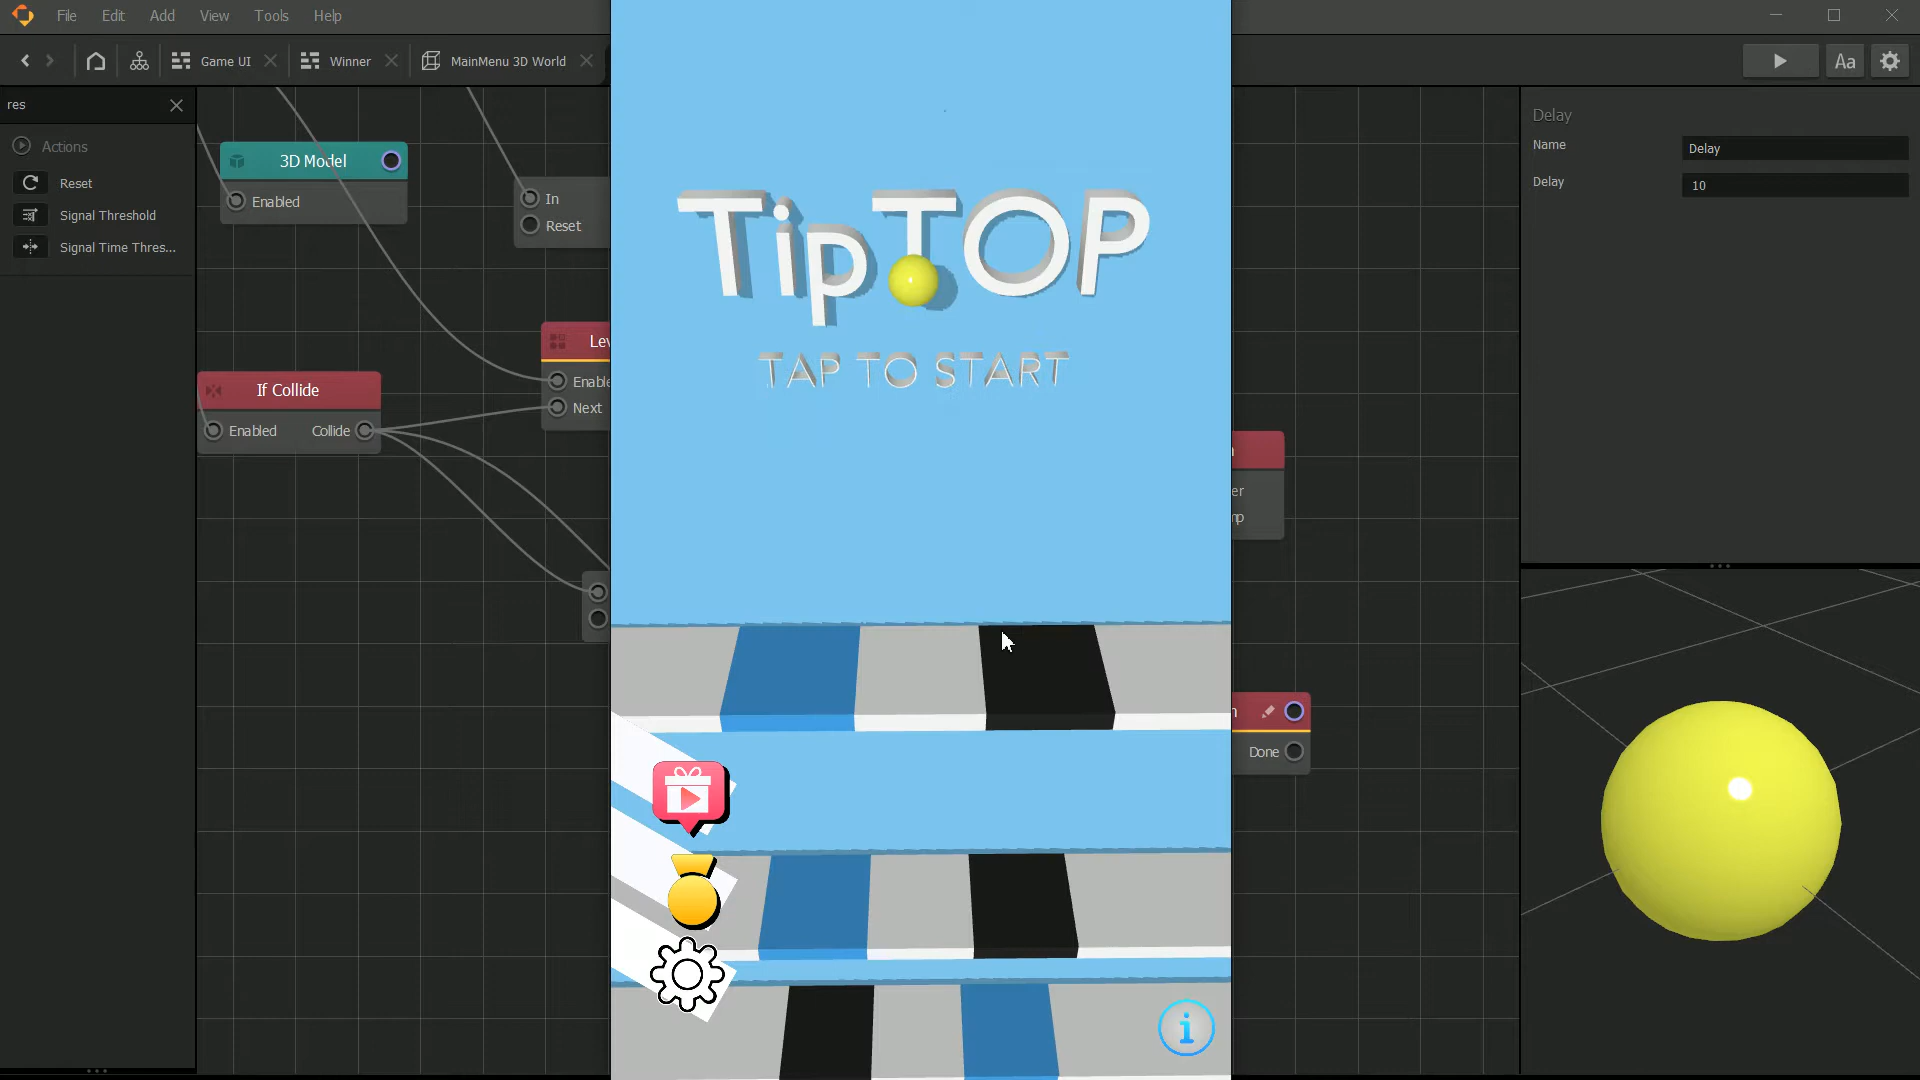 File Edit Add View Tools Help
Game UI
Winner
MainMenu 3D World
Aa
res
Actions
Reset
Signal Threshold
Signal Time Thres...
3D Model
Enabled
In
Reset
If Collide
Enabled Collide
Next
Done
TipTOP
TAP TO START
i
Delay
Name Delay
Delay 10